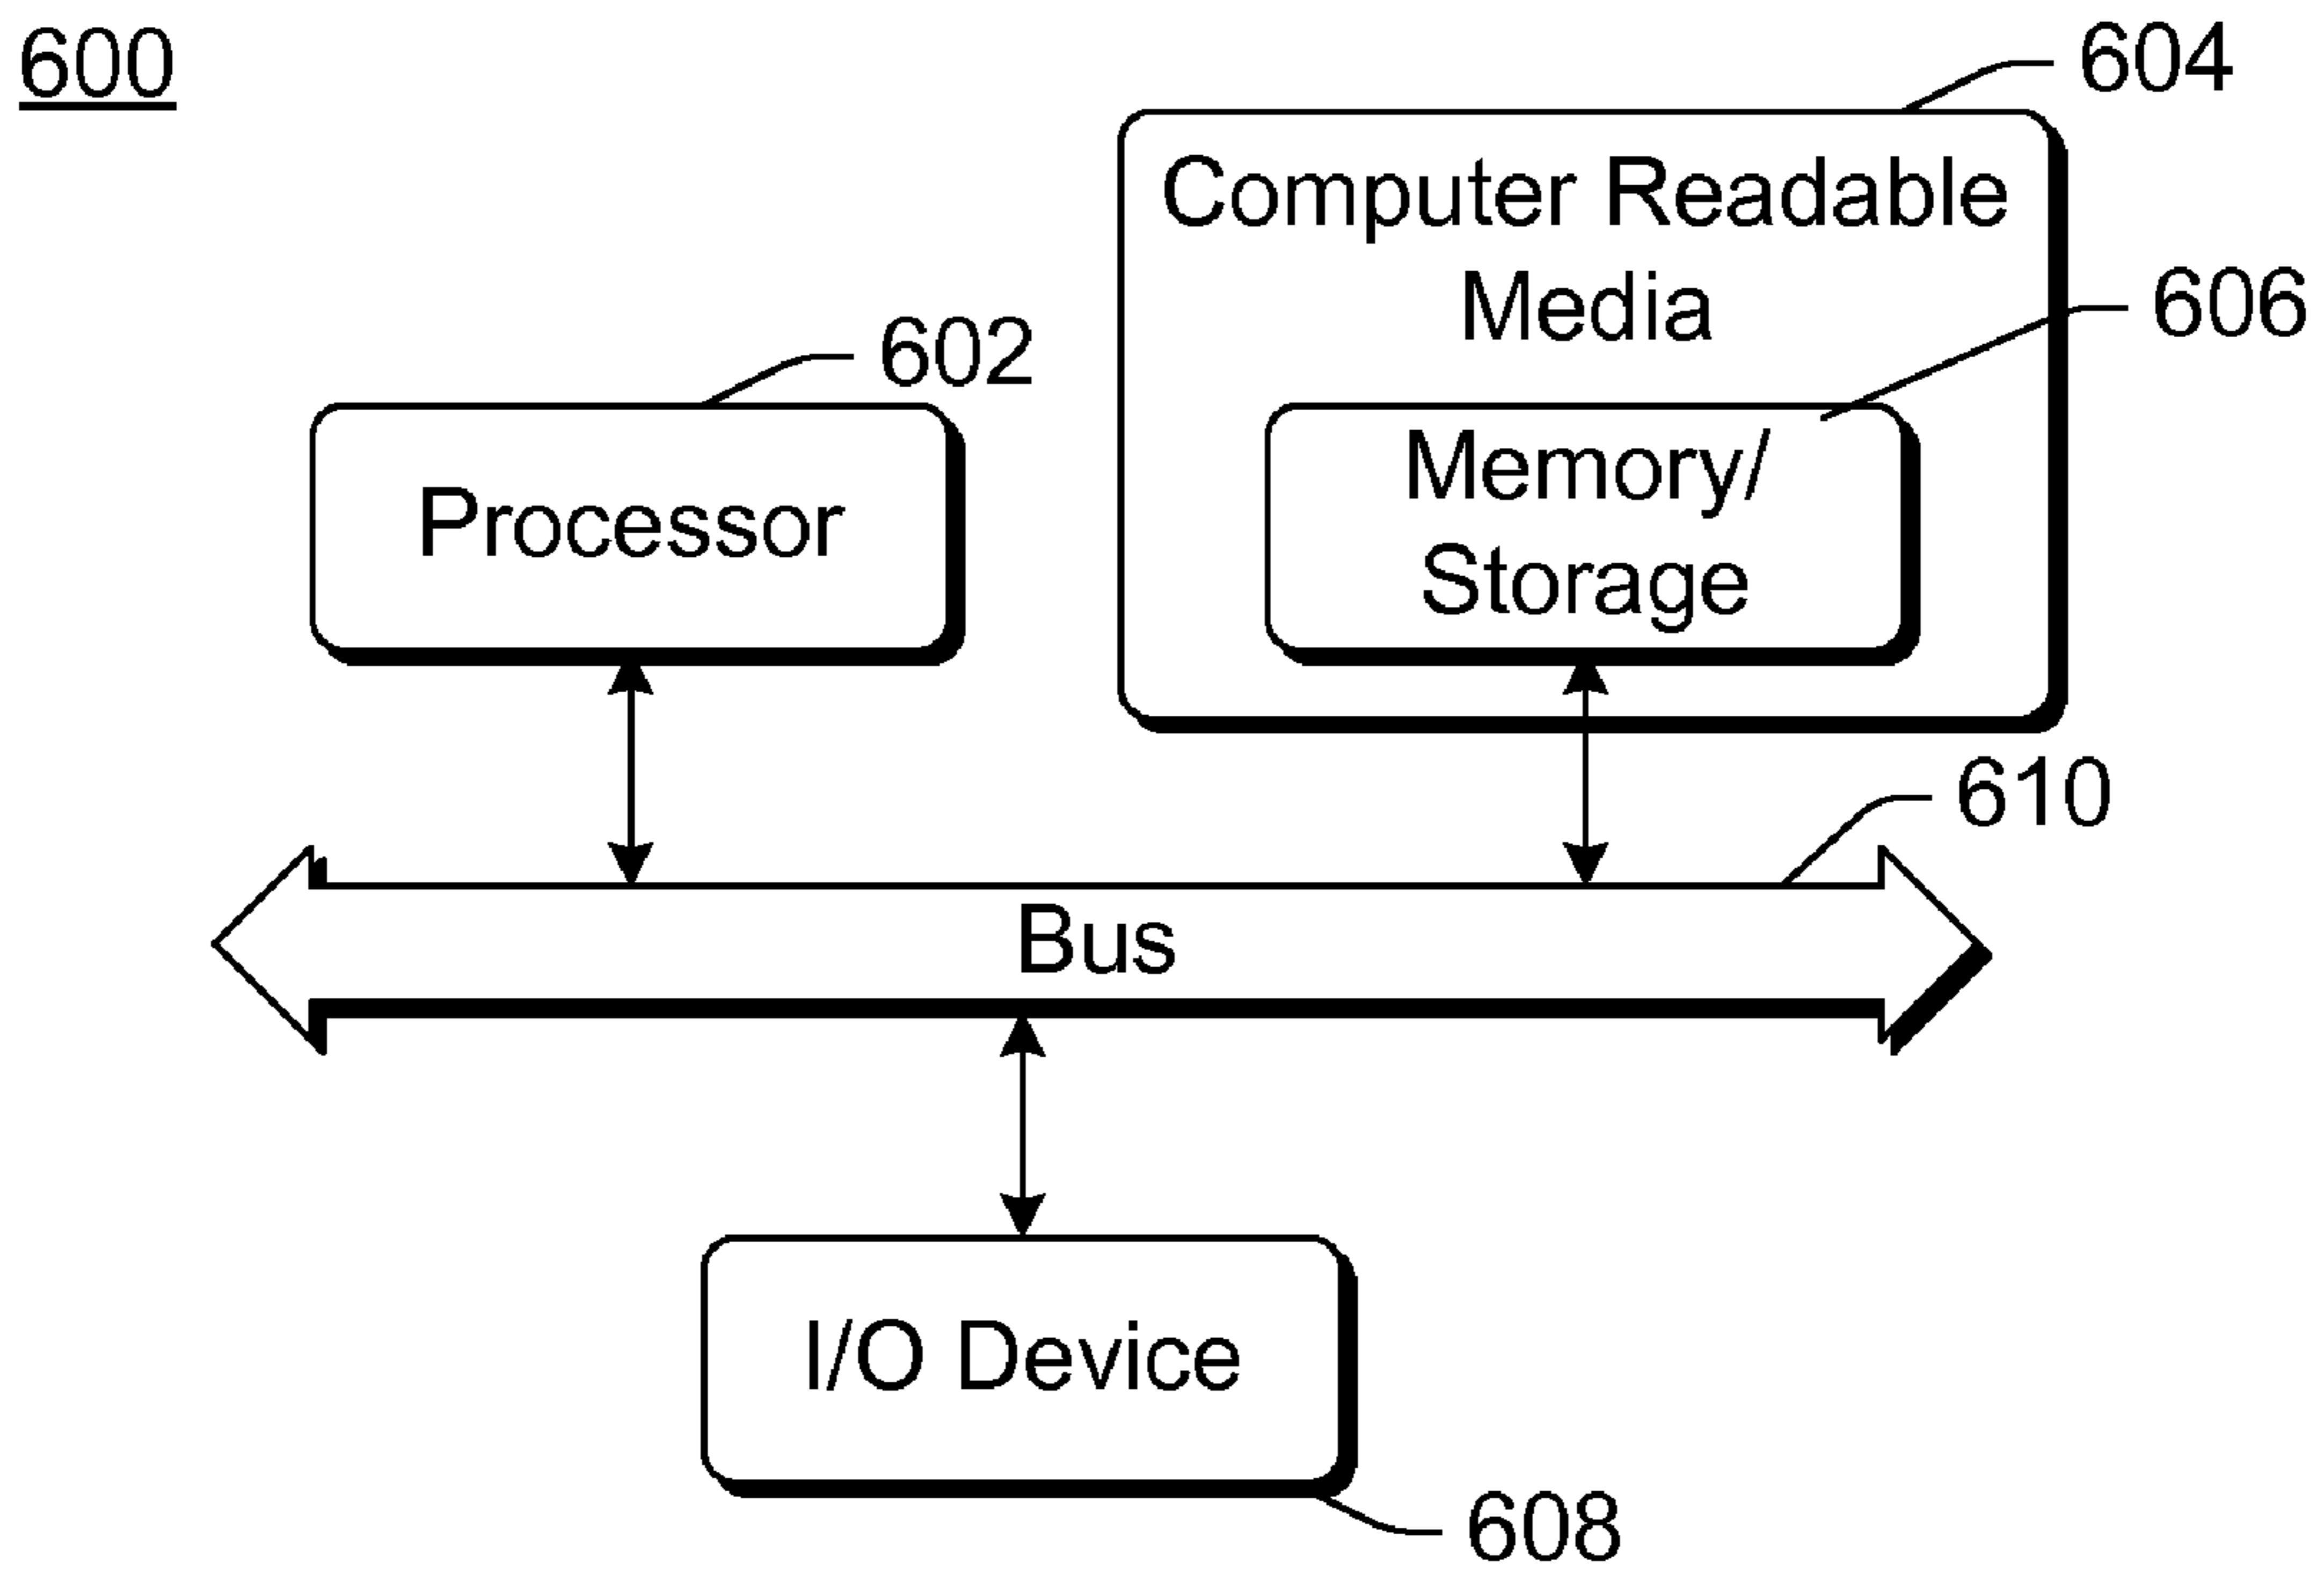 600
604
Computer Readable
Media
606
602
Processor
Memory/
Storage
610
Bus
I/O Device
608